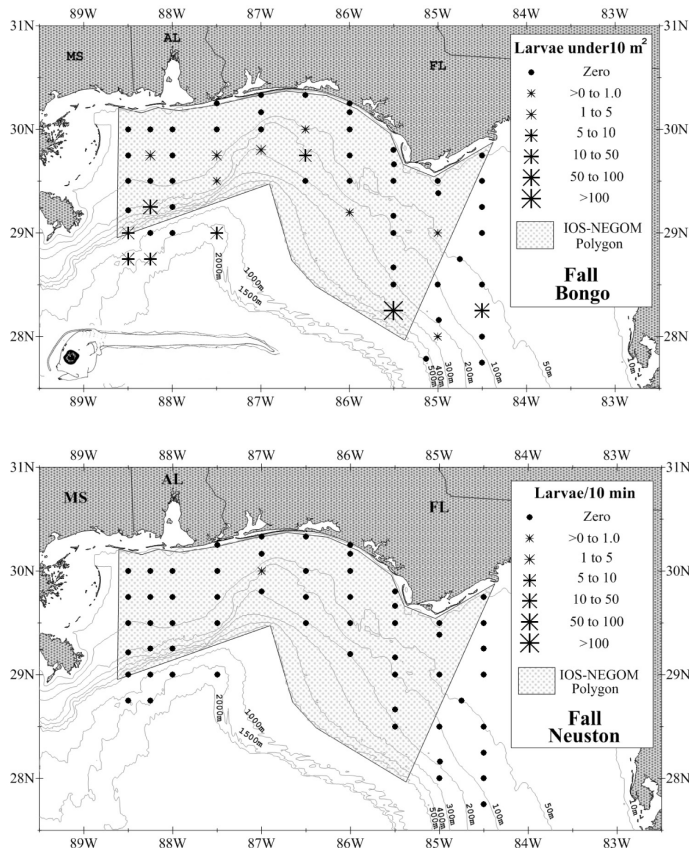 89W 88W 87W 86W 85W 84W 83W
31N 31N
MS AL FL
Larvae under10 m2
Zero
>0 to 1.0
1 to 5
5 to 10
10 to 50
50 to 100
>100
IOS-NEGOM
Polygon
Fall
Bongo
30N
29N
28N 28N
2000m 1000m
1500m
500m 400m 300m 200m 100m 50m
10m
89W 88W 87W 86W 85W 84W 83W
89W 88W 87W 86W 85W 84W 83W
31N 31N
MS AL FL
Larvae/10 min
Zero
>0 to 1.0
1 to 5
5 to 10
10 to 50
50 to 100
>100
IOS-NEGOM
Polygon
Fall
Neuston
30N 30N
29N 29N
28N 28N
2000m 1000m
1500m
500m 400m 300m 200m 100m 50m
10m
89W 88W 87W 86W 85W 84W 83W